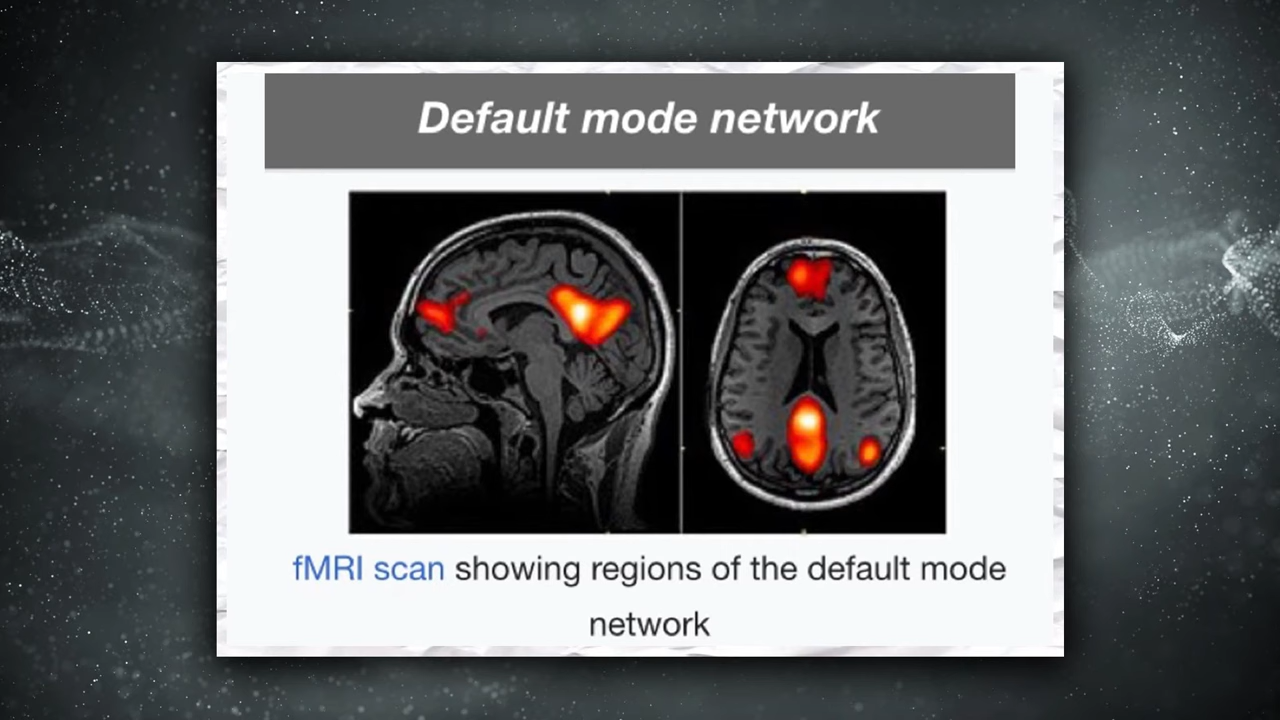 Default mode network
fMRI scan showing regions of the default mode
network